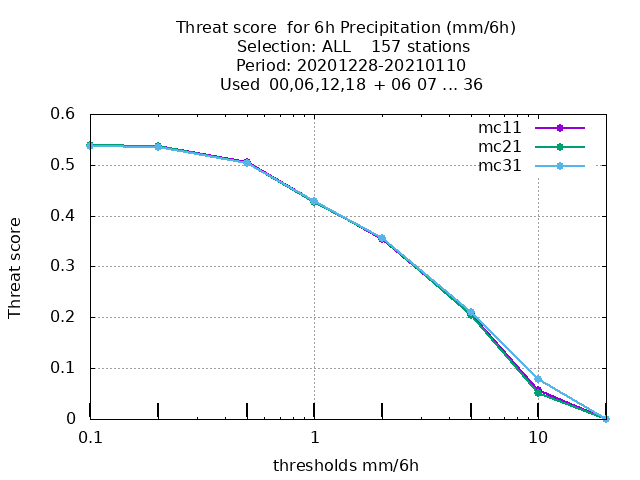 Threat score  for 6h Precipitation (mm/6h)
Selection: ALL    157 stations
Period: 20201228-20210110
Used  00,06,12,18  + 06 07 ... 36
mc11
mc21
mc31
0.6
0.5
0.4
0.3
0.2
0.1
0
Threat score
0.1
1
10
thresholds mm/6h